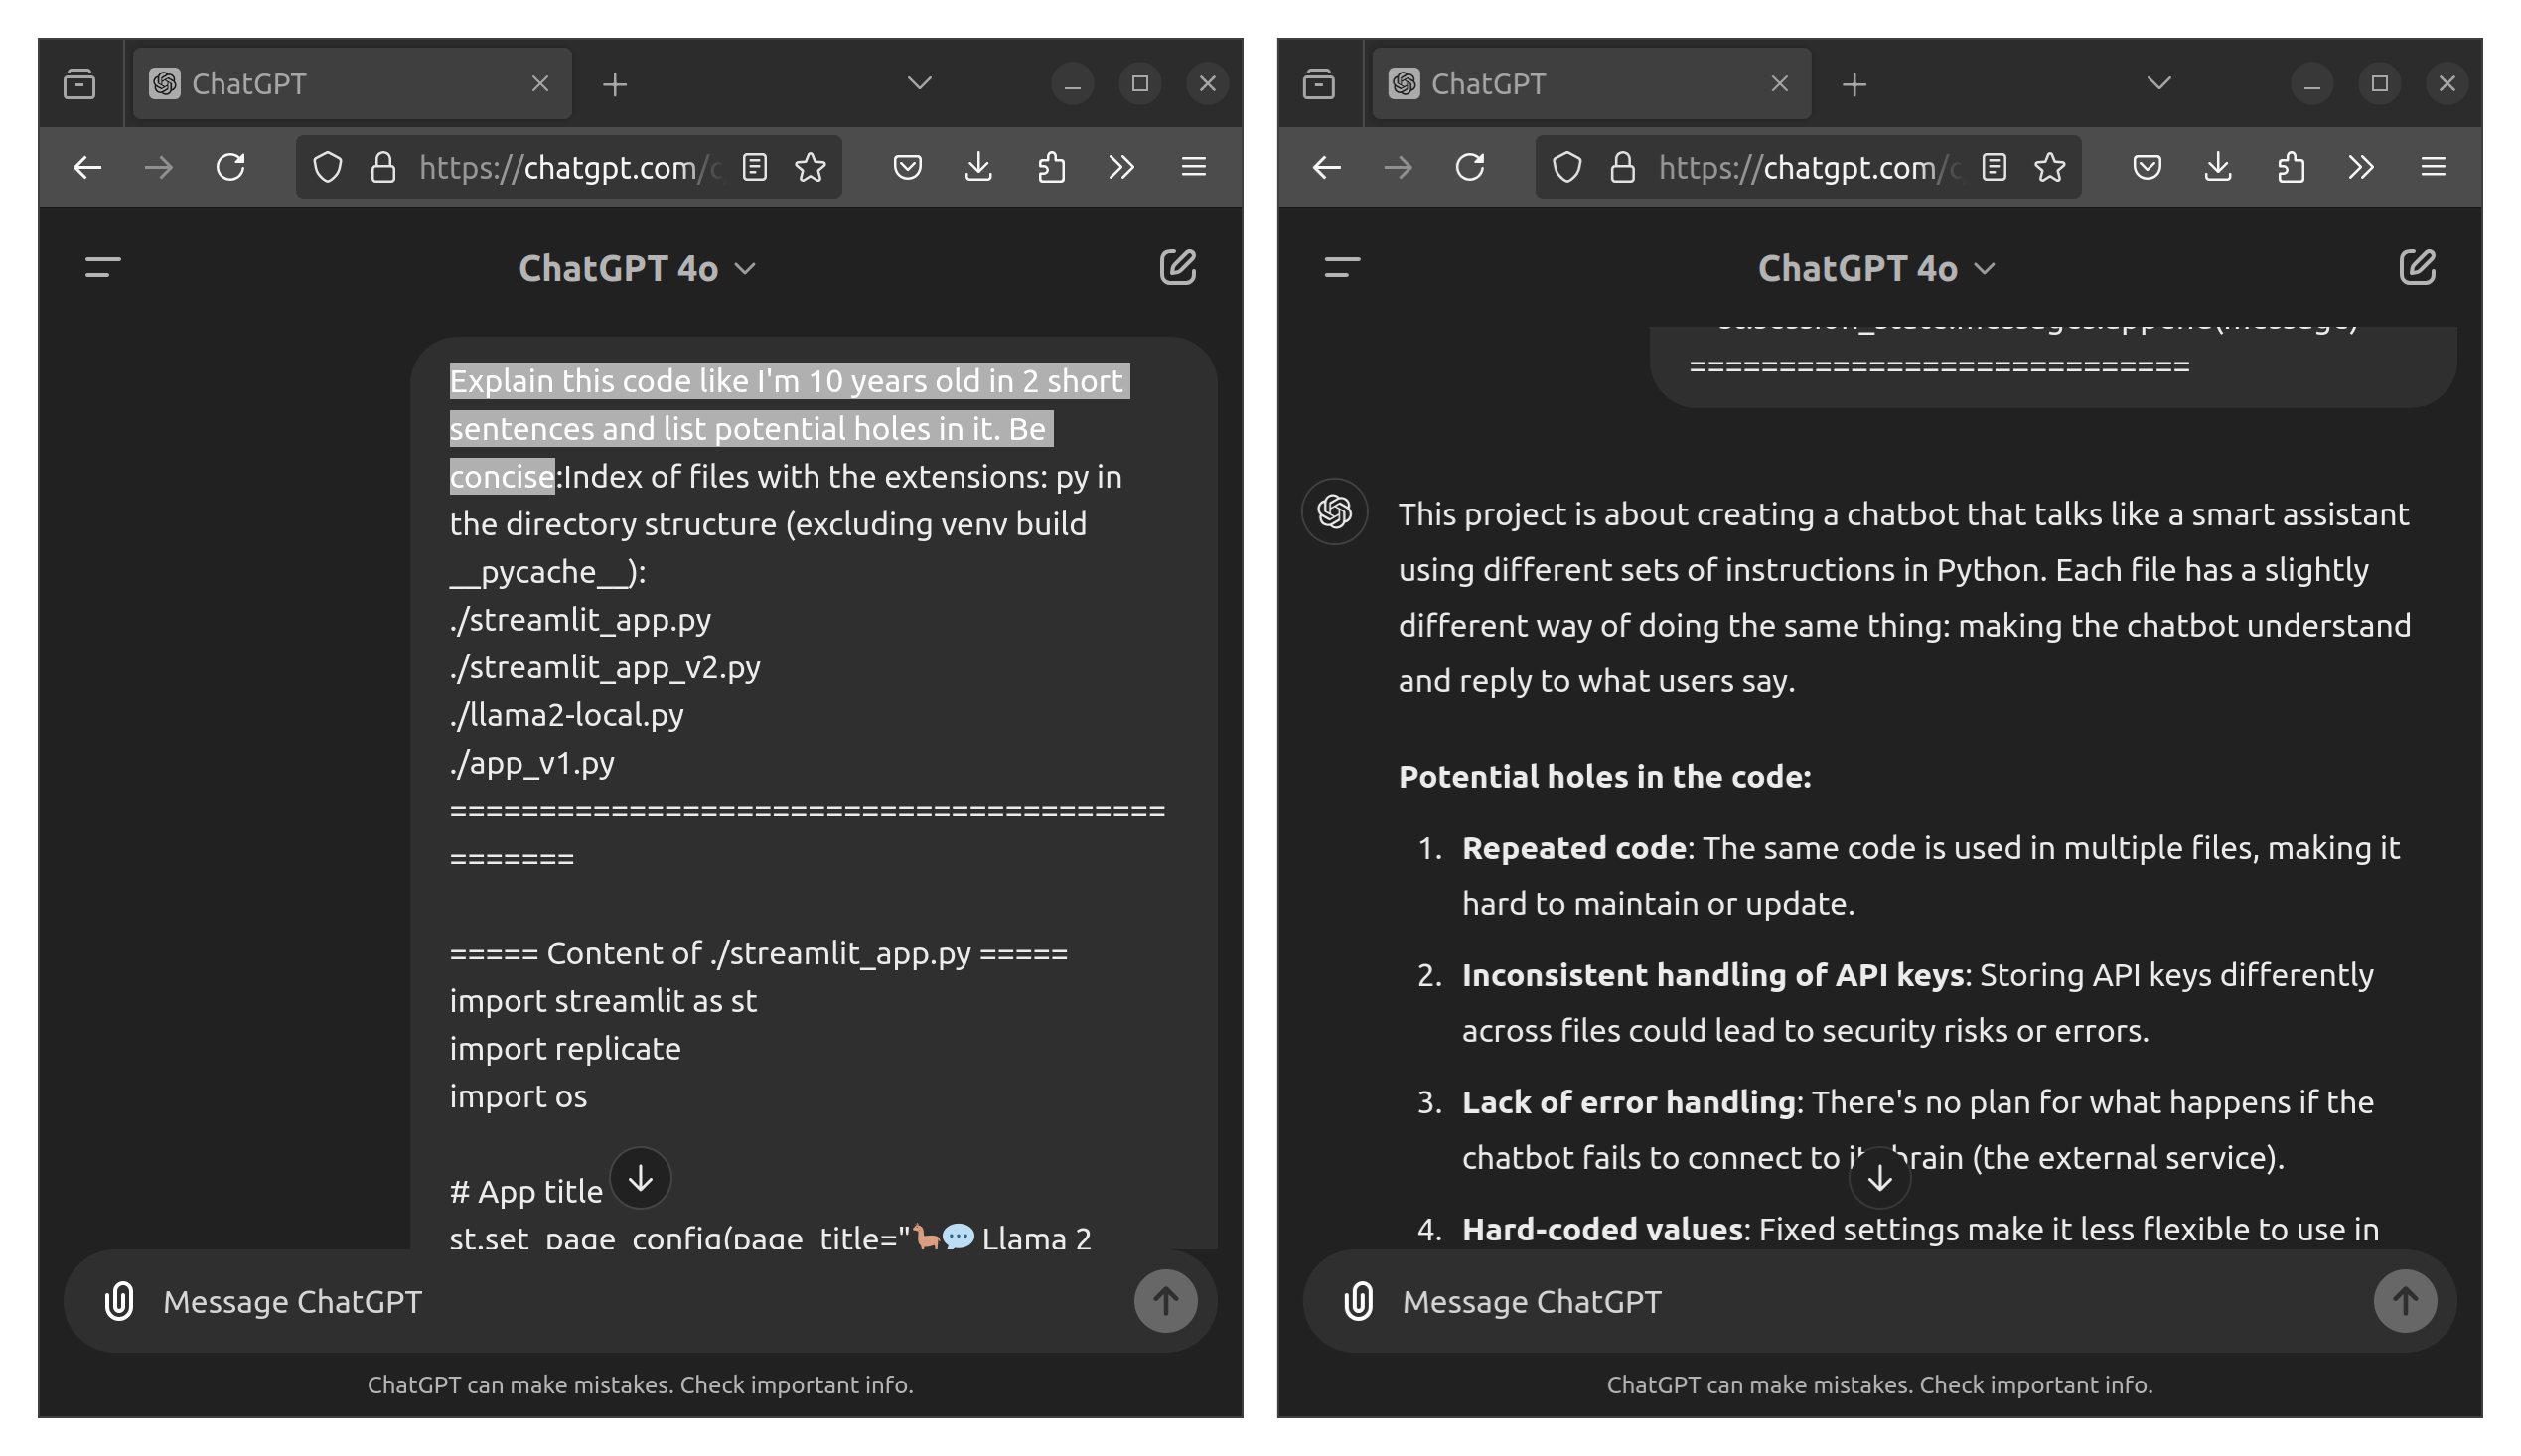 ChatGPT
https://chatgpt.com/c
ChatGPT 4o
Explain this code like I'm 10 years old in 2 short
sentences and list potential holes in it. Be
concise:Index of files with the extensions: py in
the directory structure (excluding venv build
__pycache__):
./streamlit_app.py
./streamlit_app_v2.py
./llama2-local.py
./app_v1.py
========================================
=======
===== Content of ./streamlit_app.py =====
import streamlit as st
import replicate
import os
# App title
st.set_page_config(page_title="🦙💬 Llama 2
Message ChatGPT
ChatGPT can make mistakes. Check important info.
ChatGPT
https://chatgpt.com/c
ChatGPT 4o
st.session_state.messages.append(message)
============================
This project is about creating a chatbot that talks like a smart assistant
using different sets of instructions in Python. Each file has a slightly
different way of doing the same thing: making the chatbot understand
and reply to what users say.
Potential holes in the code:
1. Repeated code: The same code is used in multiple files, making it
hard to maintain or update.
2. Inconsistent handling of API keys: Storing API keys differently
across files could lead to security risks or errors.
3. Lack of error handling: There's no plan for what happens if the
chatbot fails to connect to its brain (the external service).
4. Hard-coded values: Fixed settings make it less flexible to use in
Message ChatGPT
ChatGPT can make mistakes. Check important info.